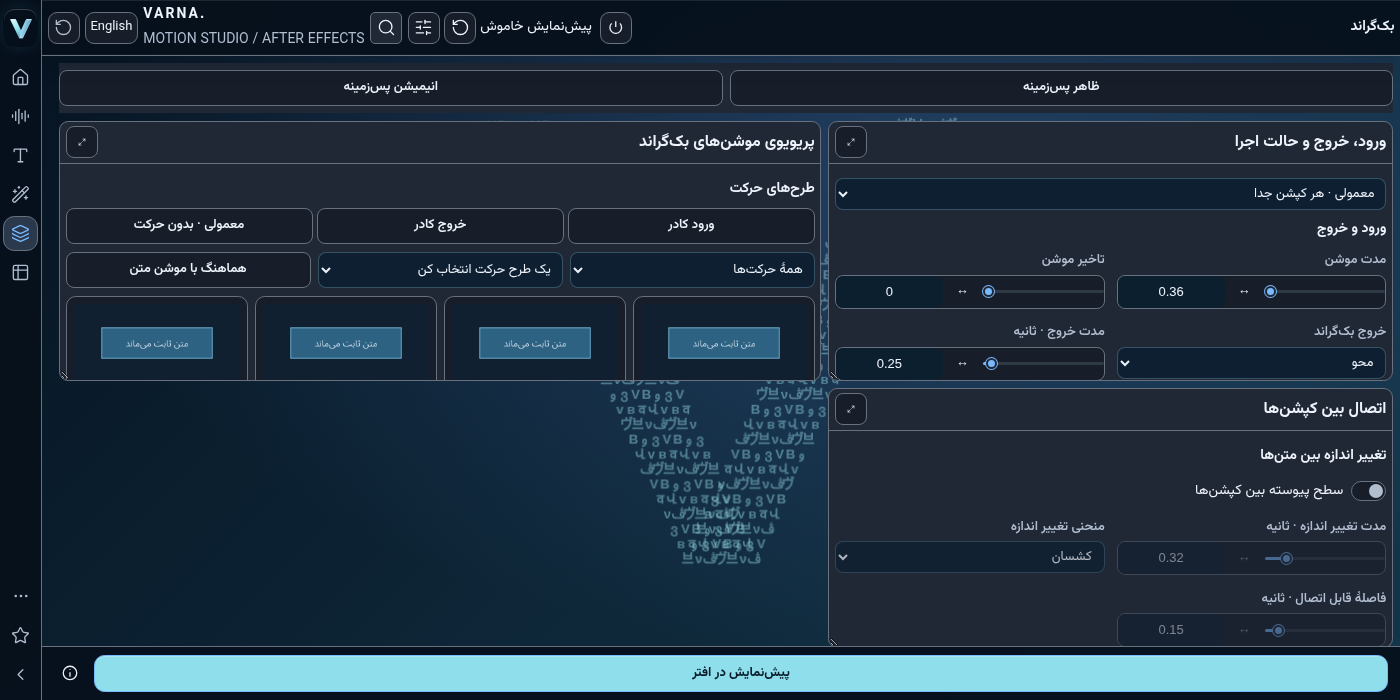 بک‌گراند
پیش‌نمایش خاموش
VARNA.
MOTION STUDIO / AFTER EFFECTS
English
ظاهر پس‌زمینه
انیمیشن پس‌زمینه
ورود، خروج و حالت اجرا
معمولی · هر کپشن جدا
ورود و خروج
مدت موشن
تاخیر موشن
0.36
0
خروج بک‌گراند
مدت خروج · ثانیه
محو
0.25
پریویوی موشن‌های بک‌گراند
طرح‌های حرکت
ورود کادر
خروج کادر
معمولی · بدون حرکت
همهٔ حرکت‌ها
یک طرح حرکت انتخاب کن
هماهنگ با موشن متن
متن ثابت می‌ماند
متن ثابت می‌ماند
متن ثابت می‌ماند
متن ثابت می‌ماند
اتصال بین کپشن‌ها
تغییر اندازه بین متن‌ها
سطح پیوسته بین کپشن‌ها
مدت تغییر اندازه · ثانیه
منحنی تغییر اندازه
0.32
کشسان
فاصلهٔ قابل اتصال · ثانیه
0.15
پیش‌نمایش در افتر